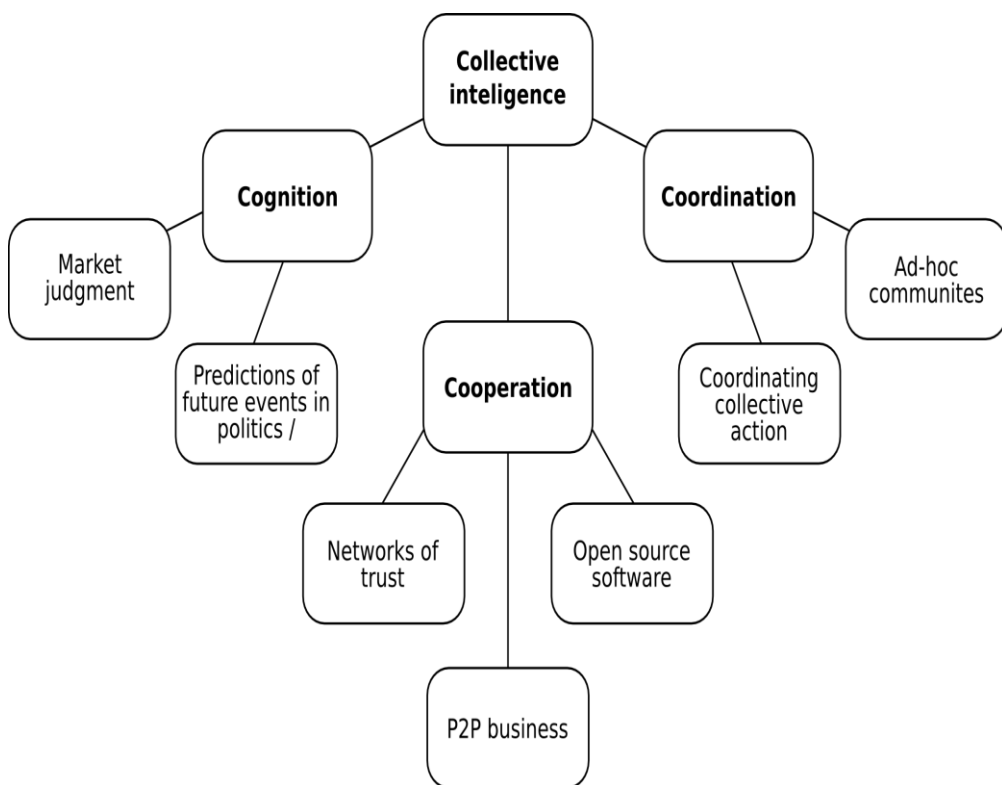 Collective
inteligence
Cognition
Coordination
Market
judgment
Ad-hoc
communites
Predictions of
future events in
politics /
Cooperation
Coordinating
collective
action
Networks of
trust
Open source
software
P2P business